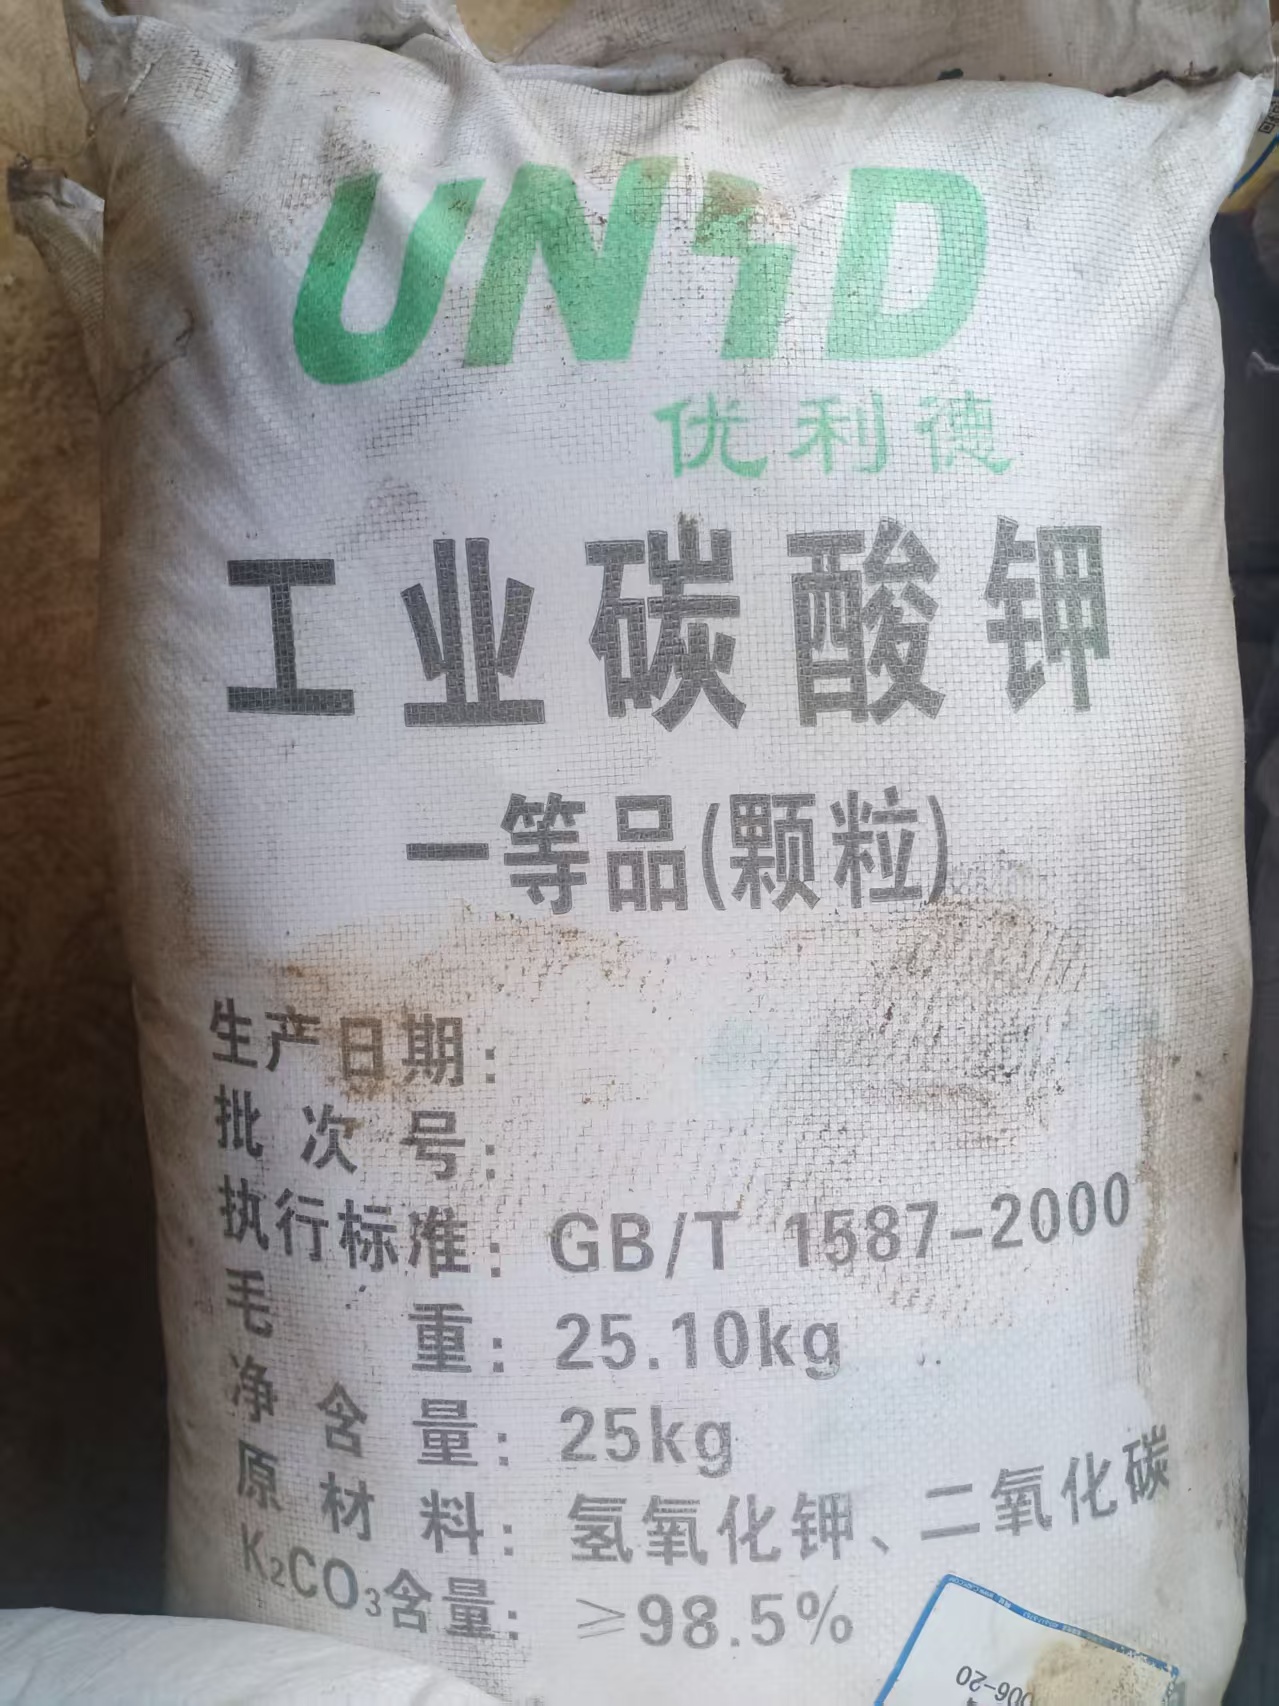 UNID
优利德
工业碳酸钾
一等品(颗粒)
生产日期:
批次号:
执行标准: GB/T 1587-2000
毛重: 25.10kg
净含量: 25kg
原材料: 氢氧化钾、二氧化碳
K₂CO₃含量: ≥98.5%
006-20